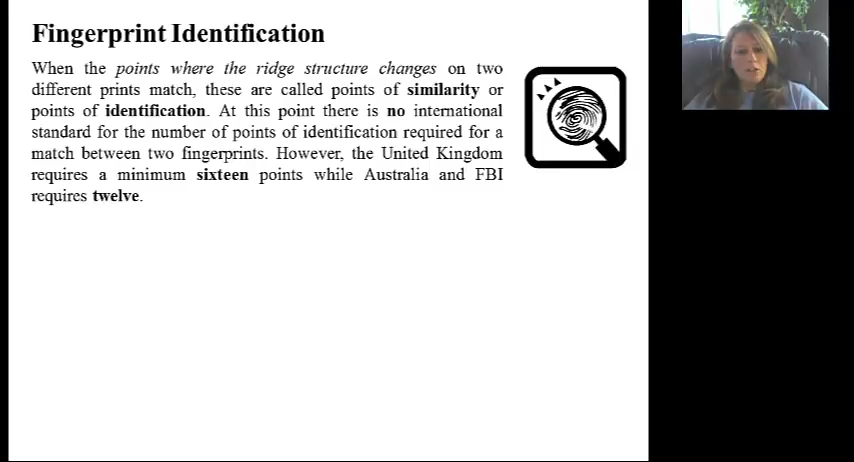 Fingerprint Identification
When the points where the ridge structure changes on two
different prints match, these are called points of similarity or
points of identification. At this point there is no international
standard for the number of points of identification required for a
match between two fingerprints. However, the United Kingdom
requires a minimum sixteen points while Australia and FBI
requires twelve.